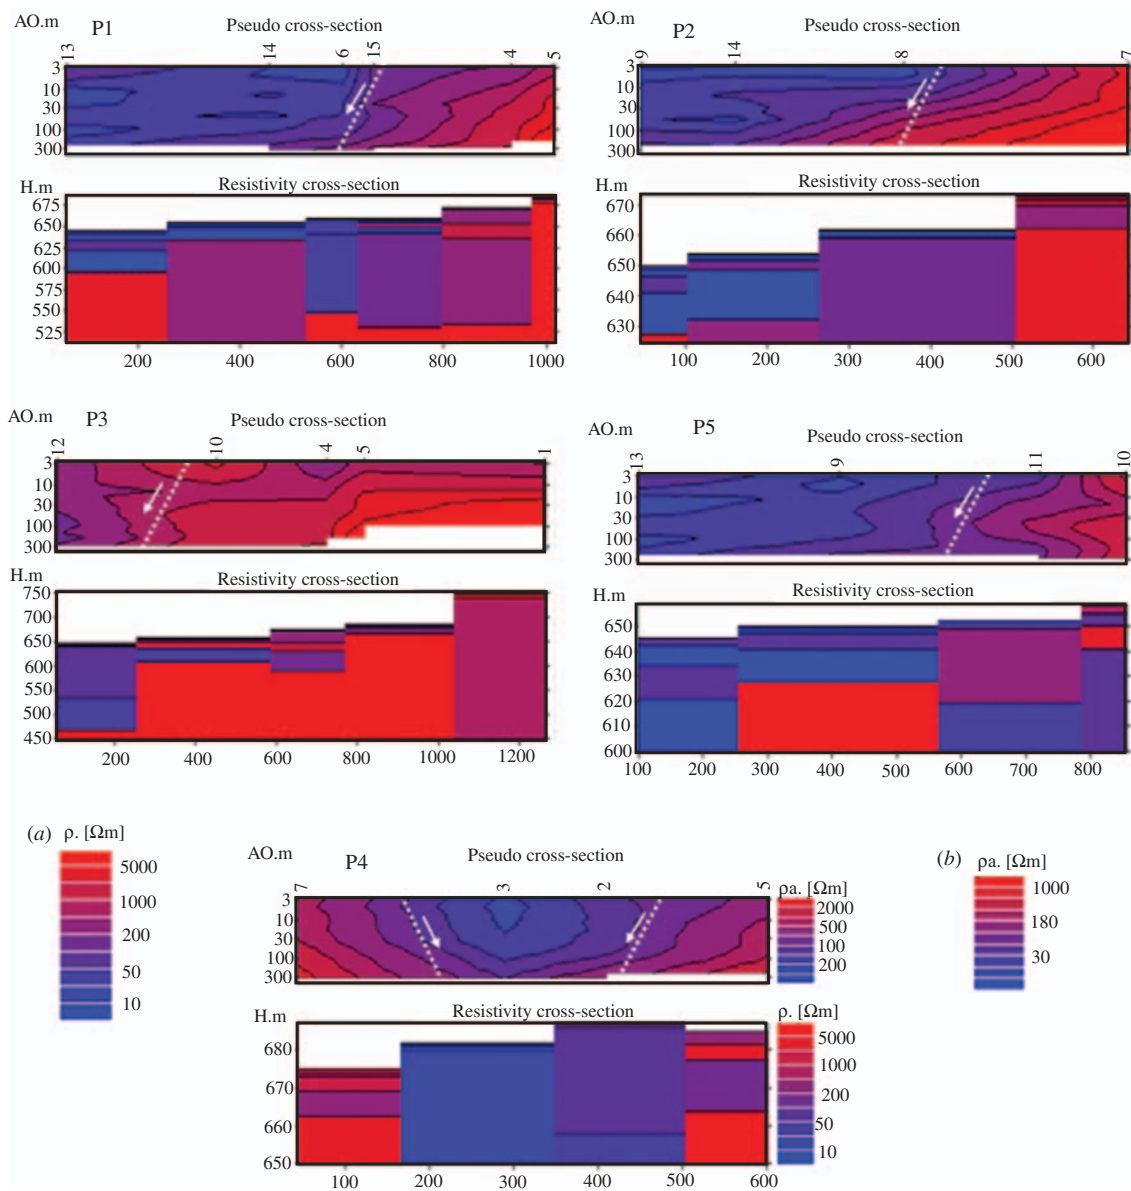 AO.m P1 Pseudo cross-section
13 14 6 15 4 5
3
10
30
100
300
H.m Resistivity cross-section
675
650
625
600
575
550
525
200 400 600 800 1000
AO.m P2 Pseudo cross-section
9 14 8 7
3
10
30
100
300
H.m Resistivity cross-section
670
660
650
640
630
100 200 300 400 500 600
AO.m P3 Pseudo cross-section
12 10 4 5 1
3
10
30
100
300
H.m Resistivity cross-section
750
700
650
600
550
500
450
200 400 600 800 1000 1200
AO.m P5 Pseudo cross-section
13 9 11 10
3
10
30
100
300
H.m Resistivity cross-section
650
640
630
620
610
600
100 200 300 400 500 600 700 800
(a) ρ. [Ωm]
5000
1000
200
50
10
AO.m P4 Pseudo cross-section
7 3 2 5
3
10
30
100
300
ρa. [Ωm]
2000
500
100
200
H.m Resistivity cross-section
680
670
660
650
100 200 300 400 500 600
ρ. [Ωm]
5000
1000
200
50
10
(b) ρa. [Ωm]
1000
180
30